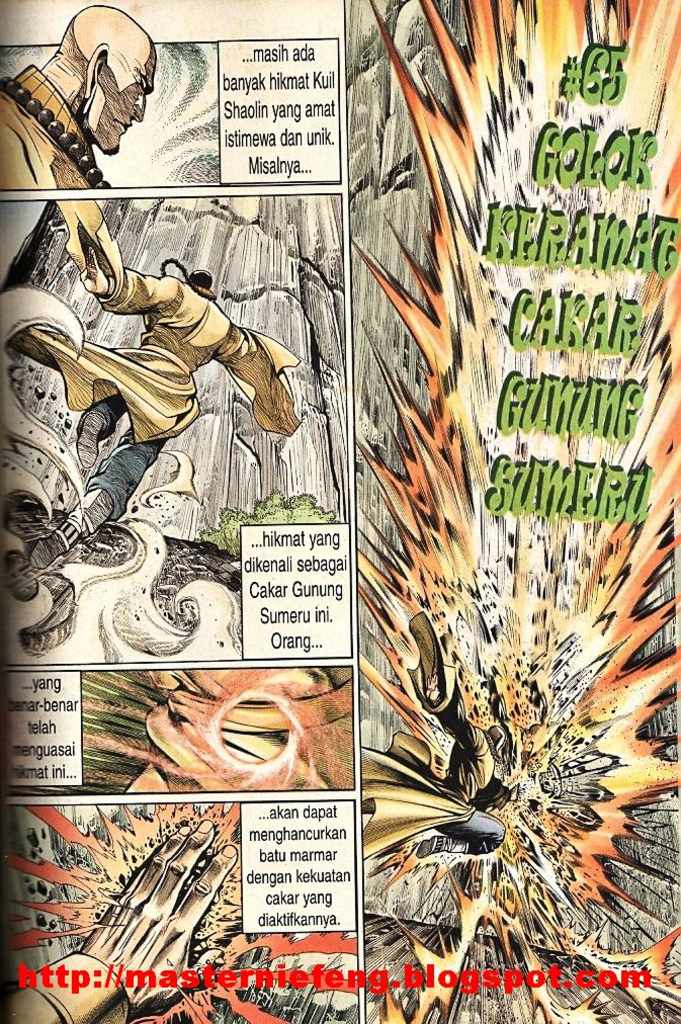 ...masih ada
banyak hikmat Kuil
Shaolin yang amat
istimewa dan unik.
Misalnya...
...hikmat yang
dikenali sebagai
Cakar Gunung
Sumeru ini.
Orang...
...yang
benar-benar
telah
menguasai
hikmat ini...
...akan dapat
menghancurkan
batu marmar
dengan kekuatan
cakar yang
diaktifkannya.
#65
GOLOK
KERAMAT
CAKAR
GUNUNG
SUMERU
http://masterniefeng.blogspot.com